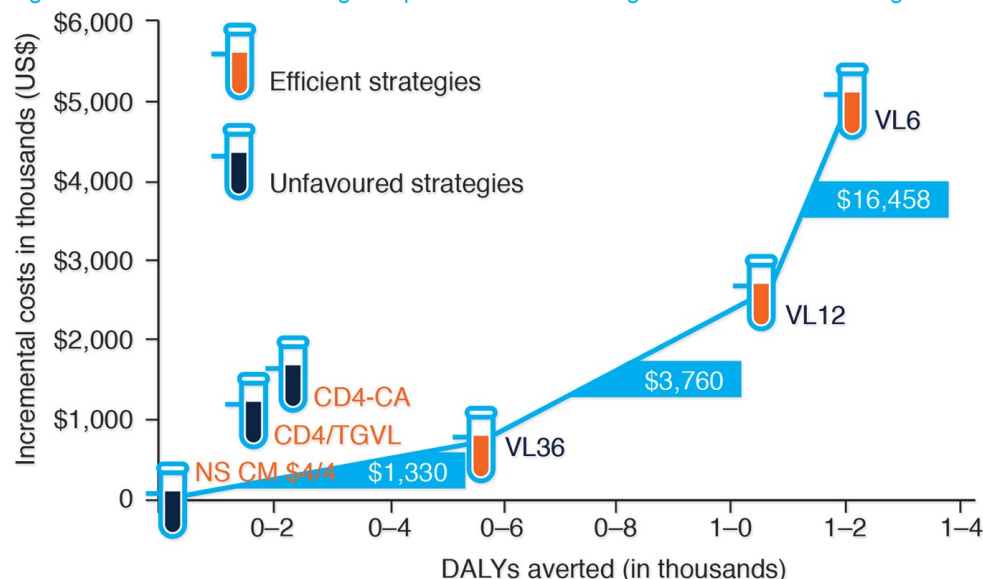 $6,000
$5,000
$4,000
$3,000
$2,000
$1,000
0
Incremental costs in thousands (US$)
Efficient strategies
Unfavoured strategies
VL6
$16,458
VL12
$3,760
CD4-CA
CD4/TGVL
VL36
NS CM $4/4
$1,330
0–2
0–4
0–6
0–8
1–0
1–2
1–4
DALYs averted (in thousands)